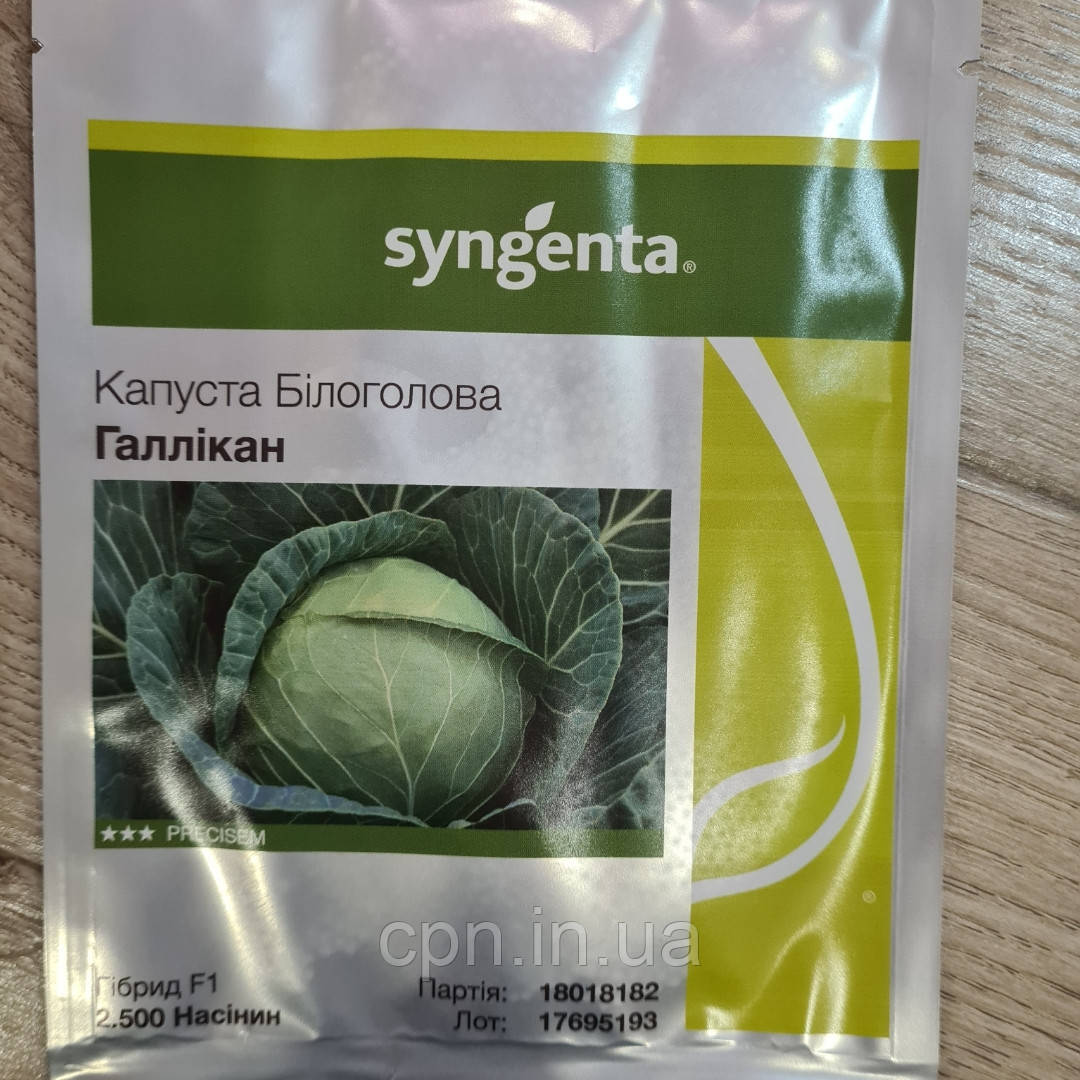 syngenta®
Капуста Білоголова
Галлікан
★★★ PRECISEM
cpn.in.ua
Гібрид F1
2.500 Насінин
Партія: 18018182
Лот: 17695193
®